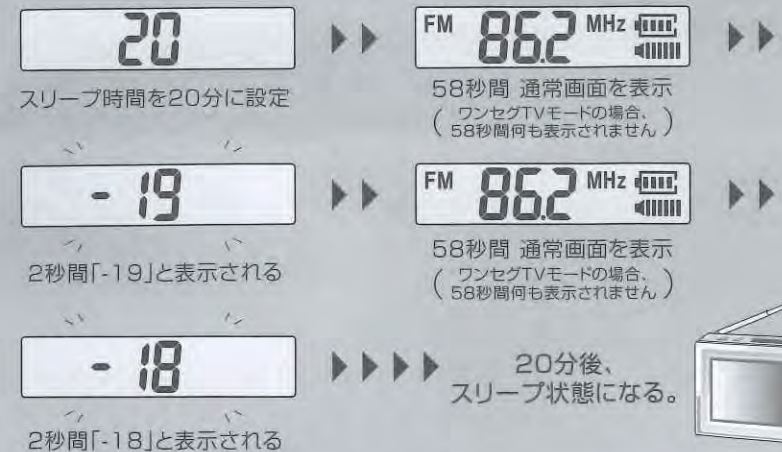 20
FM 86.2 MHz
スリープ時間を20分に設定
58秒間 通常画面を表示
(ワンセグTVモードの場合、
58秒間何も表示されません)
-19
FM 86.2 MHz
2秒間「-19」と表示される
58秒間 通常画面を表示
(ワンセグTVモードの場合、
58秒間何も表示されません)
-18
20分後、
スリープ状態になる。
2秒間「-18」と表示される